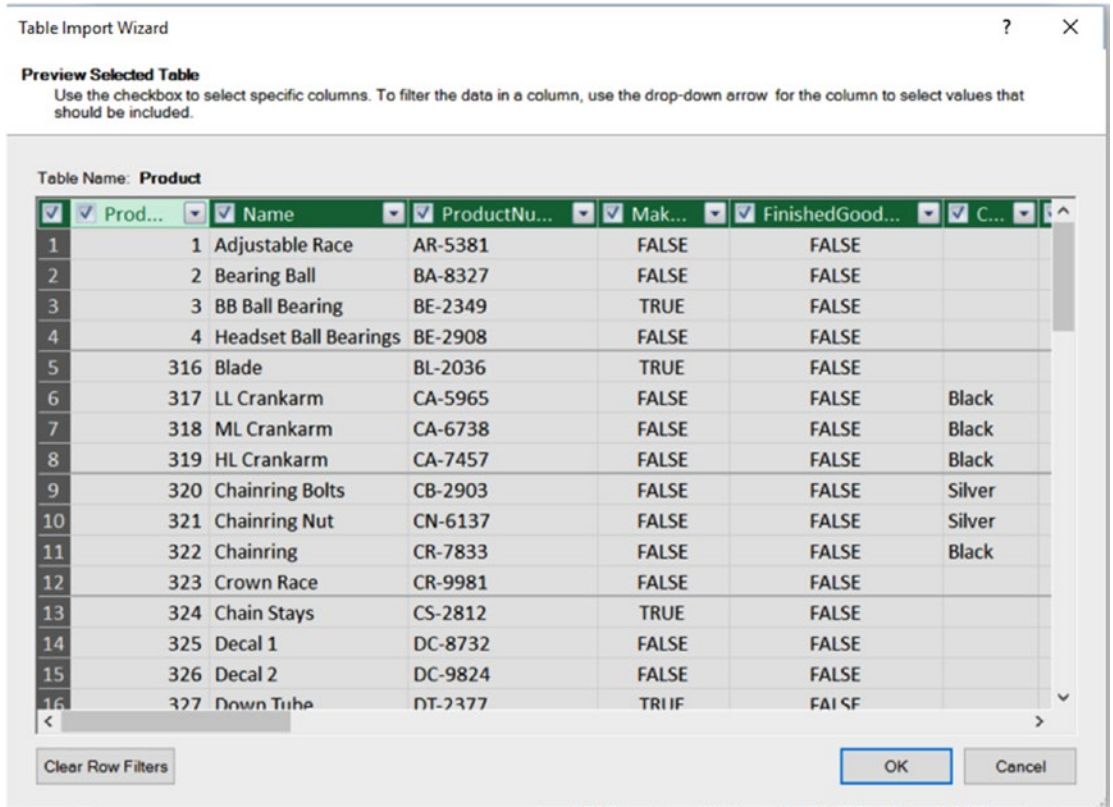 Table Import Wizard ?
Preview Selected Table
Use the checkbox to select specific columns. To filter the data in a column, use the drop-down arrow for the column to select values that
should be included.
Table Name: Product
Prod... Name ProductNu... Mak... FinishedGood... C...
1 1 Adjustable Race AR-5381 FALSE FALSE
2 2 Bearing Ball BA-8327 FALSE FALSE
3 3 BB Ball Bearing BE-2349 TRUE FALSE
4 4 Headset Ball Bearings BE-2908 FALSE FALSE
5 316 Blade BL-2036 TRUE FALSE
6 317 LL Crankarm CA-5965 FALSE FALSE Black
7 318 ML Crankarm CA-6738 FALSE FALSE Black
8 319 HL Crankarm CA-7457 FALSE FALSE Black
9 320 Chainring Bolts CB-2903 FALSE FALSE Silver
10 321 Chainring Nut CN-6137 FALSE FALSE Silver
11 322 Chainring CR-7833 FALSE FALSE Black
12 323 Crown Race CR-9981 FALSE FALSE
13 324 Chain Stays CS-2812 TRUE FALSE
14 325 Decal 1 DC-8732 FALSE FALSE
15 326 Decal 2 DC-9824 FALSE FALSE
16 327 Down Tube DT-2377 TRUE FALSE
Clear Row Filters OK Cancel